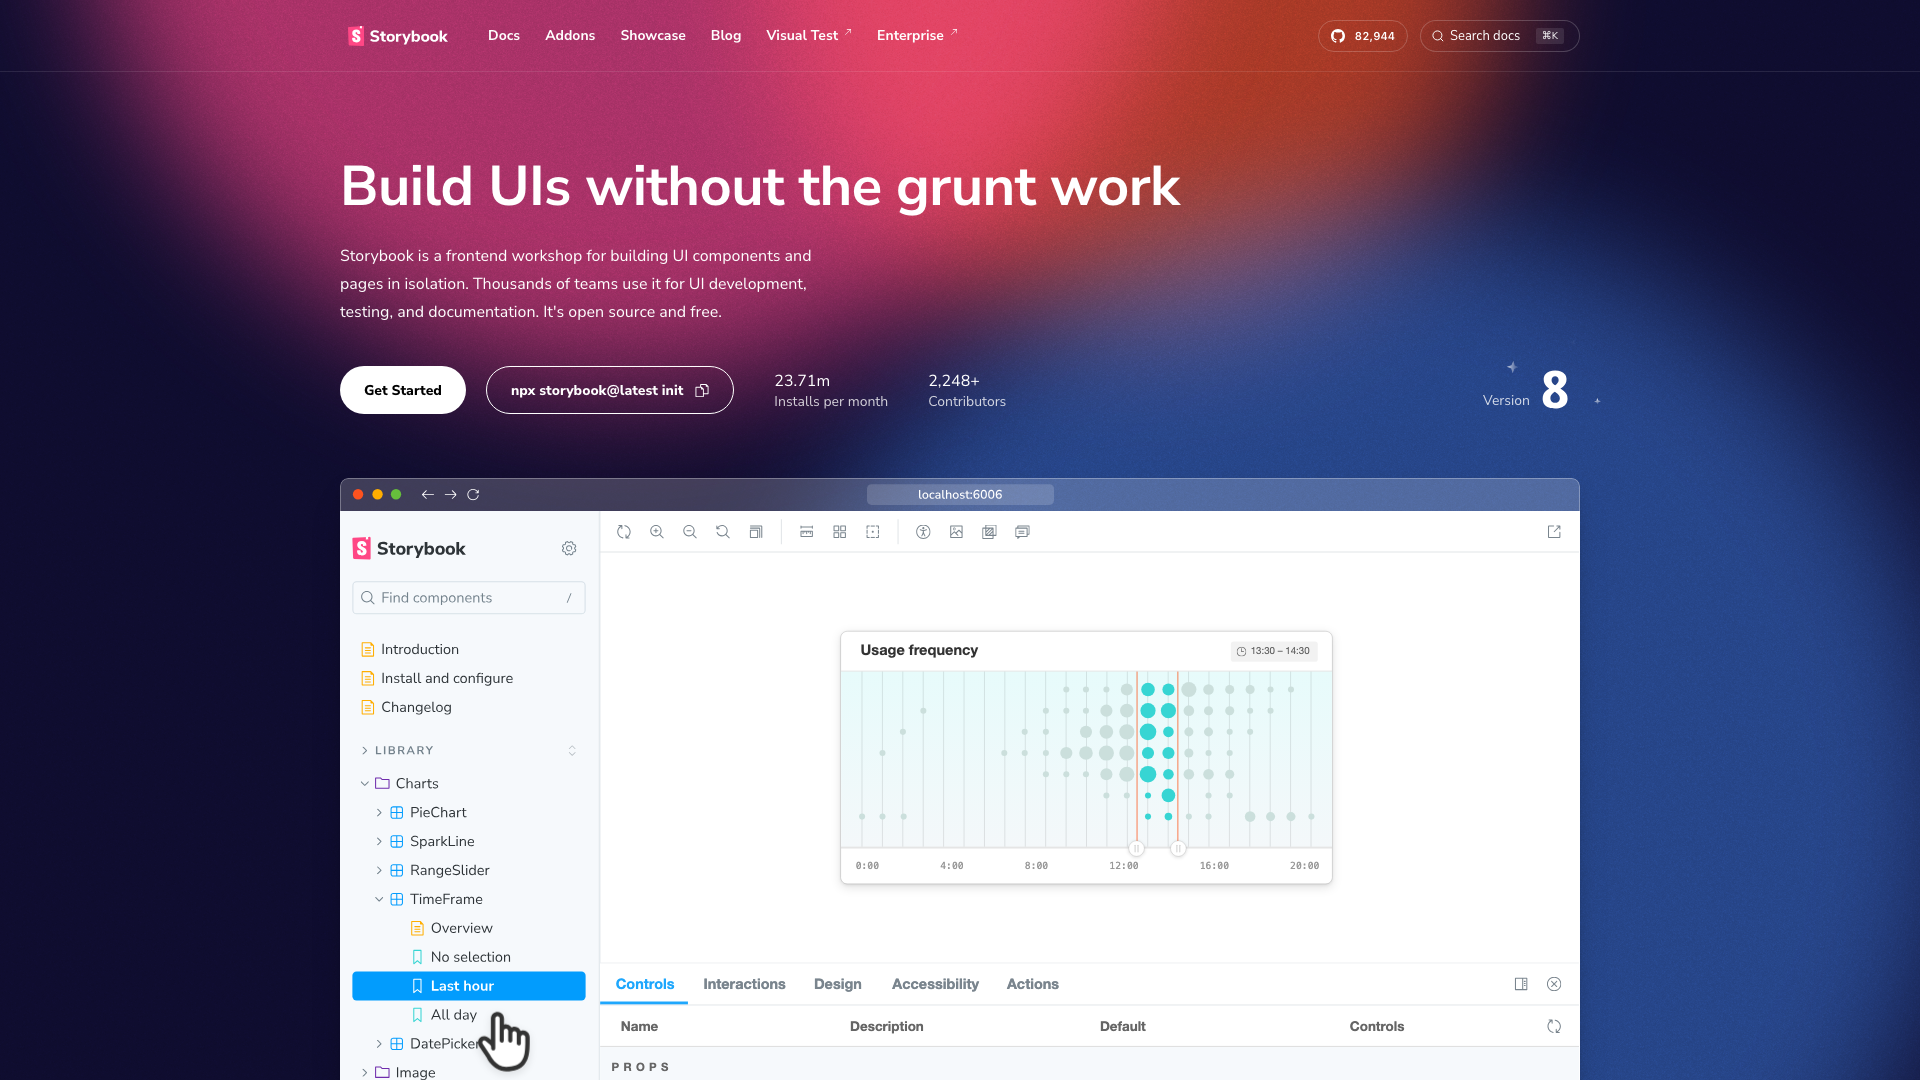 Storybook
Docs
Addons
Showcase
Blog
Visual Test
Enterprise
82,944
Search docs
⌘K
Build UIs without the grunt work
Storybook is a frontend workshop for building UI components and
pages in isolation. Thousands of teams use it for UI development,
testing, and documentation. It's open source and free.
Get Started
npx storybook@latest init
23.71m
Installs per month
2,248+
Contributors
Version 8
localhost:6006
Storybook
Find components
/
Introduction
Install and configure
Changelog
LIBRARY
Charts
PieChart
SparkLine
RangeSlider
TimeFrame
Overview
No selection
Last hour
All day
DatePicker
Image
Usage frequency
13:30 – 14:30
0:00
4:00
8:00
12:00
16:00
20:00
Controls
Interactions
Design
Accessibility
Actions
Name
Description
Default
Controls
PROPS